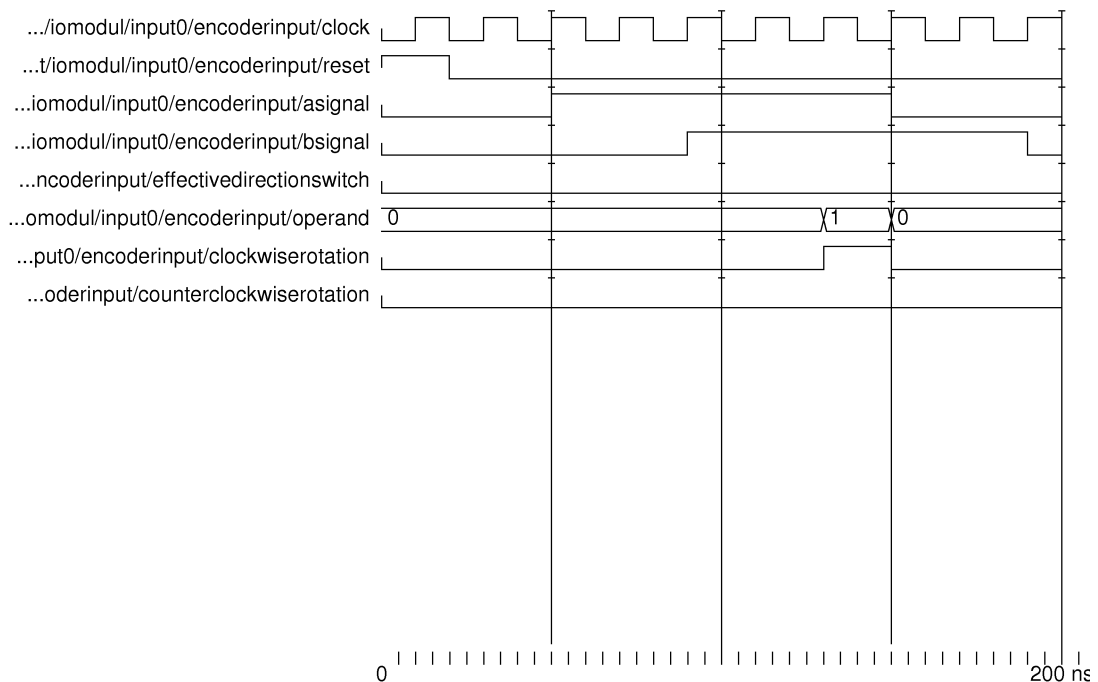 .../iomodul/input0/encoderinput/clock
...t/iomodul/input0/encoderinput/reset
...iomodul/input0/encoderinput/asignal
...iomodul/input0/encoderinput/bsignal
...ncoderinput/effectivedirectionswitch
...omodul/input0/encoderinput/operand 0 1 0
...put0/encoderinput/clockwiserotation
...oderinput/counterclockwiserotation
0 200 ns